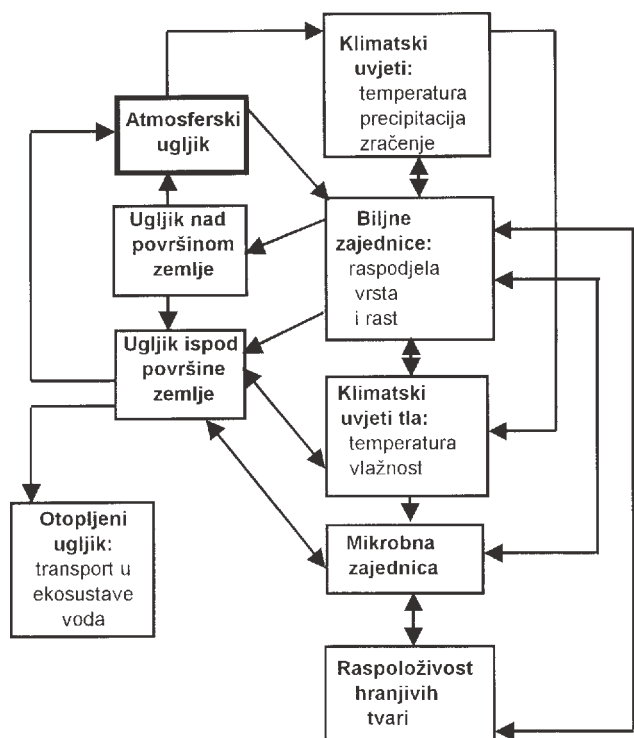 Klimatski
uvjeti:
temperatura
precipitacija
zračenje
Atmosferski
ugljik
Ugljik nad
površinom
zemlje
Biljne
zajednice:
raspodjela
vrsta
i rast
Ugljik ispod
površine
zemlje
Klimatski
uvjeti tla:
temperatura
vlažnost
Otopljeni
ugljik:
transport u
ekosustave
voda
Mikrobna
zajednica
Raspoloživost
hranjivih
tvari